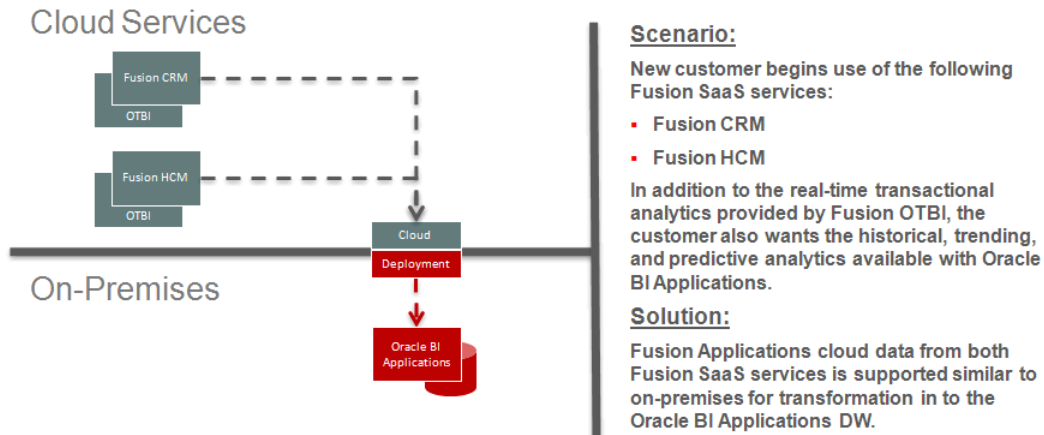 Cloud Services
Fusion CRM
OTBI
Fusion HCM
OTBI
Cloud
Deployment
On-Premises
Oracle BI
Applications
Scenario:
New customer begins use of the following
Fusion SaaS services:
▪ Fusion CRM
▪ Fusion HCM
In addition to the real-time transactional
analytics provided by Fusion OTBI, the
customer also wants the historical, trending,
and predictive analytics available with Oracle
BI Applications.
Solution:
Fusion Applications cloud data from both
Fusion SaaS services is supported similar to
on-premises for transformation in to the
Oracle BI Applications DW.